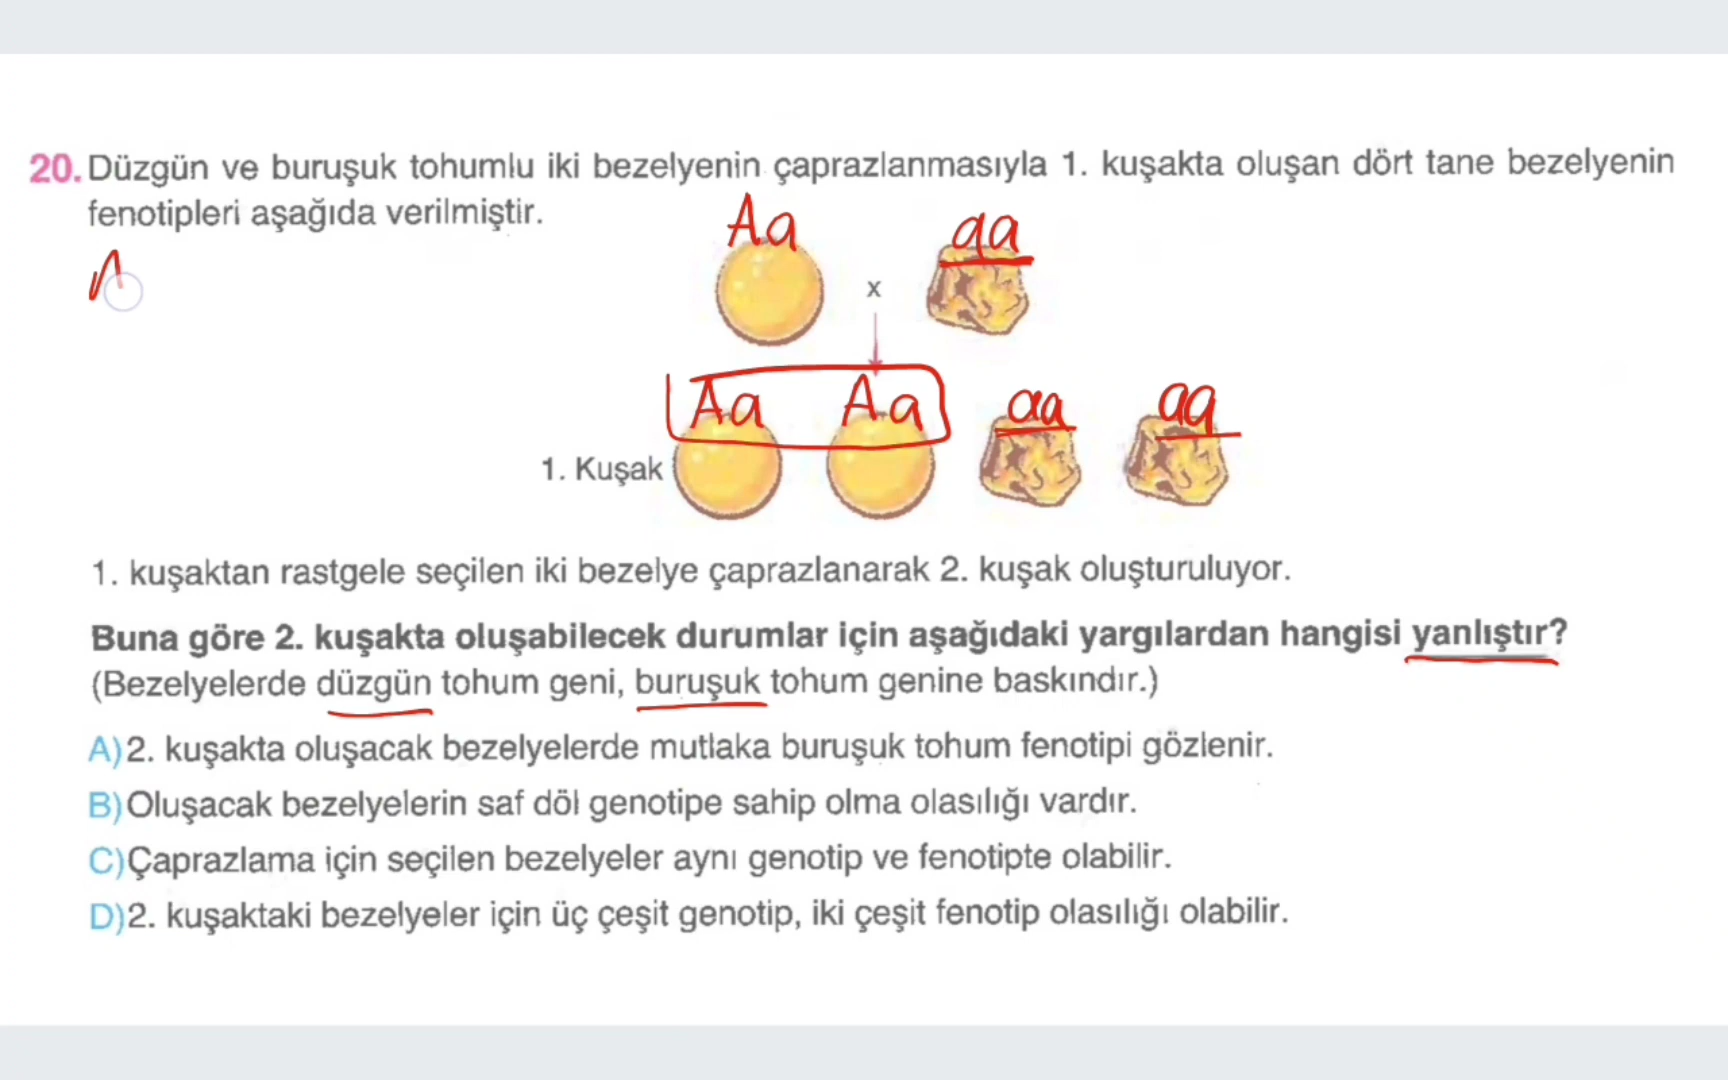 20. Düzgün ve buruşuk tohumlu iki bezelyenin çaprazlanmasıyla 1. kuşakta oluşan dört tane bezelyenin
fenotipleri aşağıda verilmiştir.
Aa aa
x
Aa Aa aa aa
1. Kuşak
1. kuşaktan rastgele seçilen iki bezelye çaprazlanarak 2. kuşak oluşturuluyor.
Buna göre 2. kuşakta oluşabilecek durumlar için aşağıdaki yargılardan hangisi yanlıştır?
(Bezelyelerde düzgün tohum geni, buruşuk tohum genine baskındır.)
A) 2. kuşakta oluşacak bezelyelerde mutlaka buruşuk tohum fenotipi gözlenir.
B) Oluşacak bezelyelerin saf döl genotipe sahip olma olasılığı vardır.
C) Çaprazlama için seçilen bezelyeler aynı genotip ve fenotipte olabilir.
D) 2. kuşaktaki bezelyeler için üç çeşit genotip, iki çeşit fenotip olasılığı olabilir.